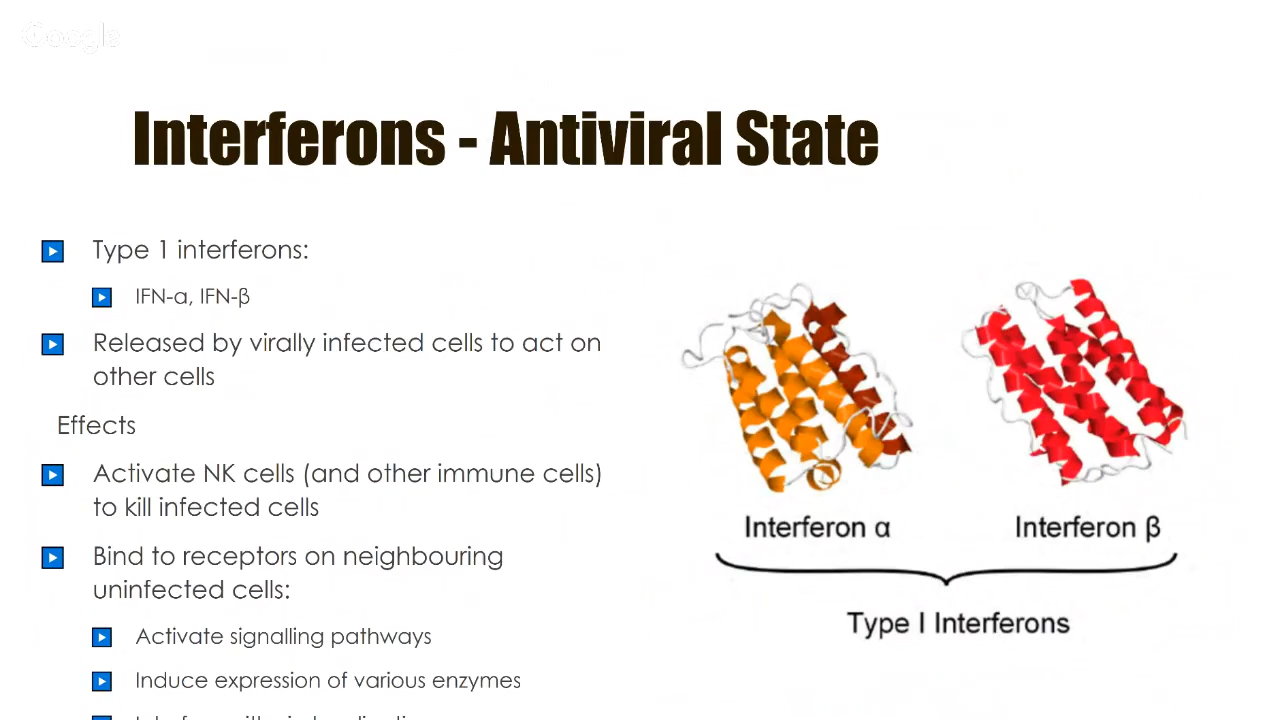 Google
Interferons - Antiviral State
Type 1 interferons:
IFN-α, IFN-β
Released by virally infected cells to act on
other cells
Effects
Activate NK cells (and other immune cells)
to kill infected cells
Bind to receptors on neighbouring
uninfected cells:
Activate signalling pathways
Induce expression of various enzymes
Interferon α
Interferon β
Type I Interferons